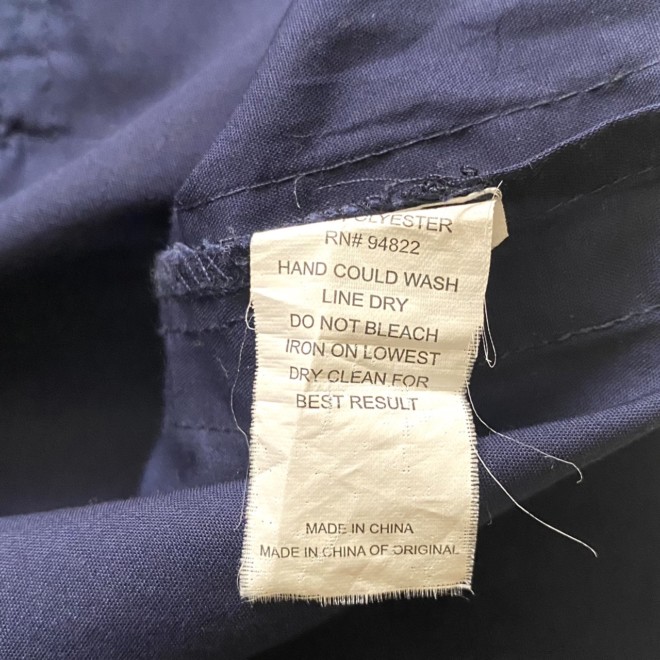 POLYESTER
RN# 94822
HAND COULD WASH
LINE DRY
DO NOT BLEACH
IRON ON LOWEST
DRY CLEAN FOR
BEST RESULT
MADE IN CHINA
MADE IN CHINA OF ORIGINAL